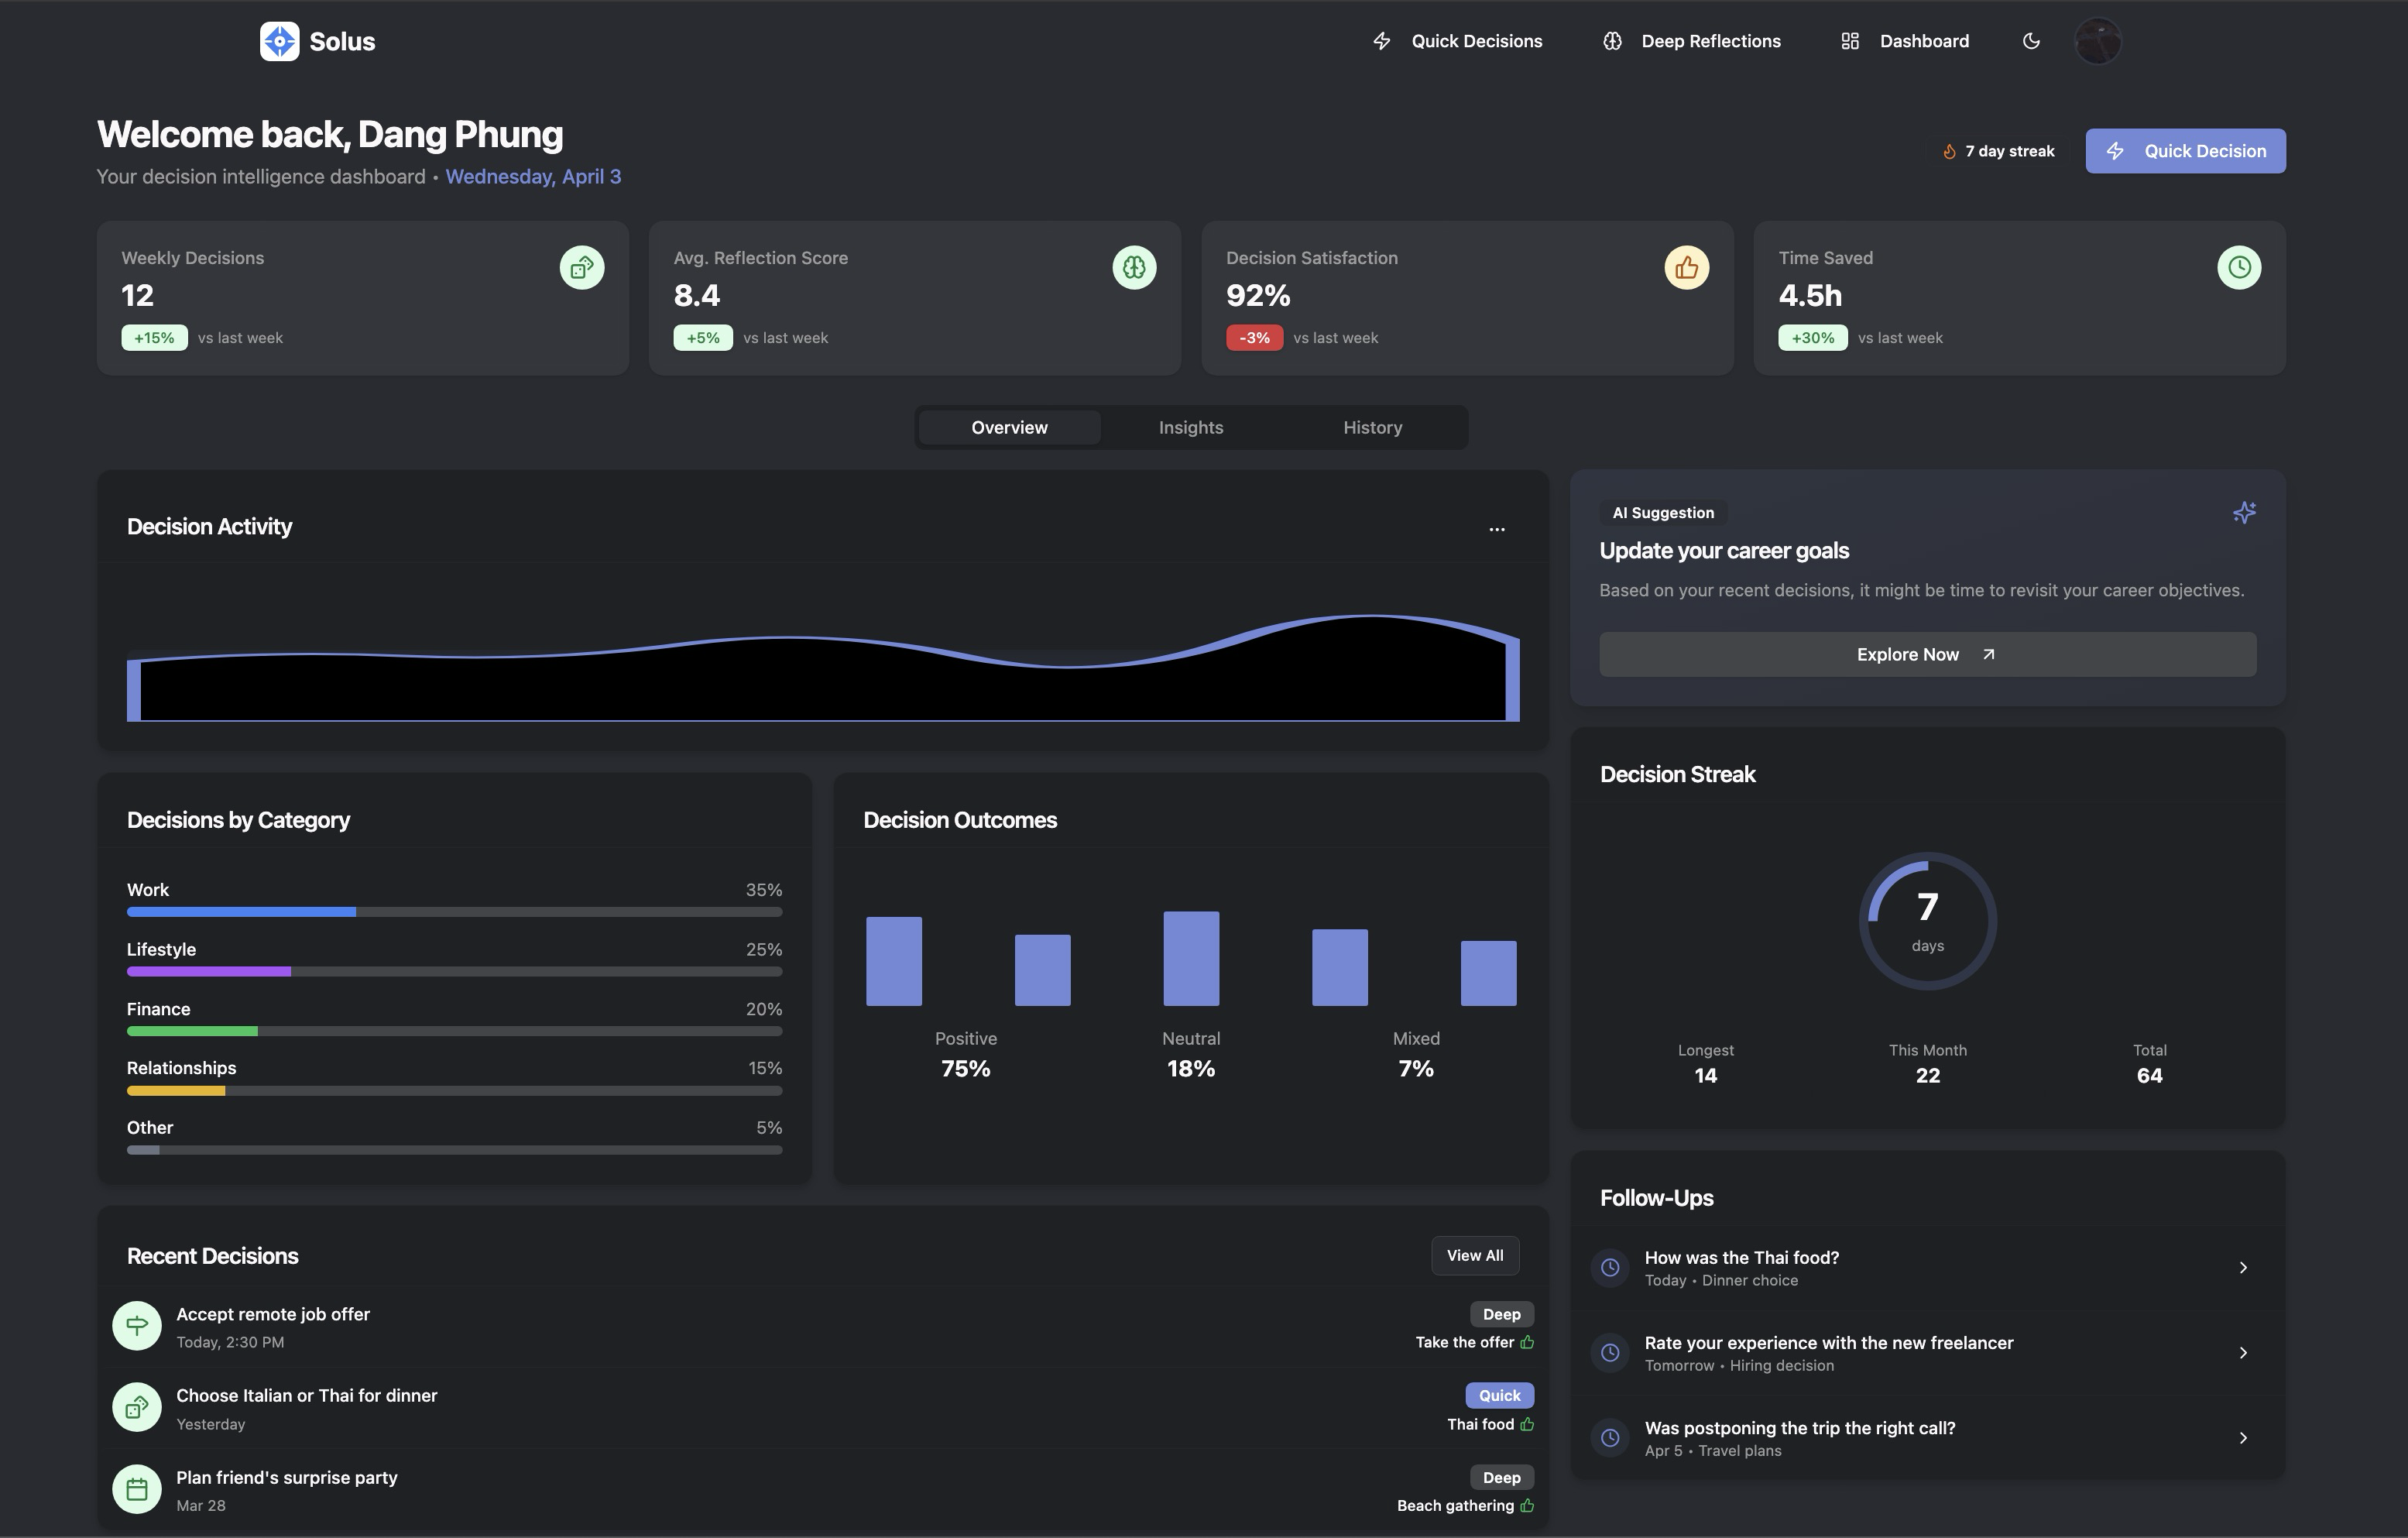 Solus
Quick Decisions
Deep Reflections
Dashboard
Welcome back, Dang Phung
Your decision intelligence dashboard • Wednesday, April 3
7 day streak
Quick Decision
Weekly Decisions
12
+15% vs last week
Avg. Reflection Score
8.4
+5% vs last week
Decision Satisfaction
92%
-3% vs last week
Time Saved
4.5h
+30% vs last week
Overview
Insights
History
Decision Activity
...
Decisions by Category
Work 35%
Lifestyle 25%
Finance 20%
Relationships 15%
Other 5%
Decision Outcomes
Positive
75%
Neutral
18%
Mixed
7%
Recent Decisions
View All
Accept remote job offer
Today, 2:30 PM
Deep
Take the offer
Choose Italian or Thai for dinner
Yesterday
Quick
Thai food
Plan friend's surprise party
Mar 28
Deep
Beach gathering
AI Suggestion
Update your career goals
Based on your recent decisions, it might be time to revisit your career objectives.
Explore Now
Decision Streak
7
days
Longest
14
This Month
22
Total
64
Follow-Ups
How was the Thai food?
Today • Dinner choice
Rate your experience with the new freelancer
Tomorrow • Hiring decision
Was postponing the trip the right call?
Apr 5 • Travel plans